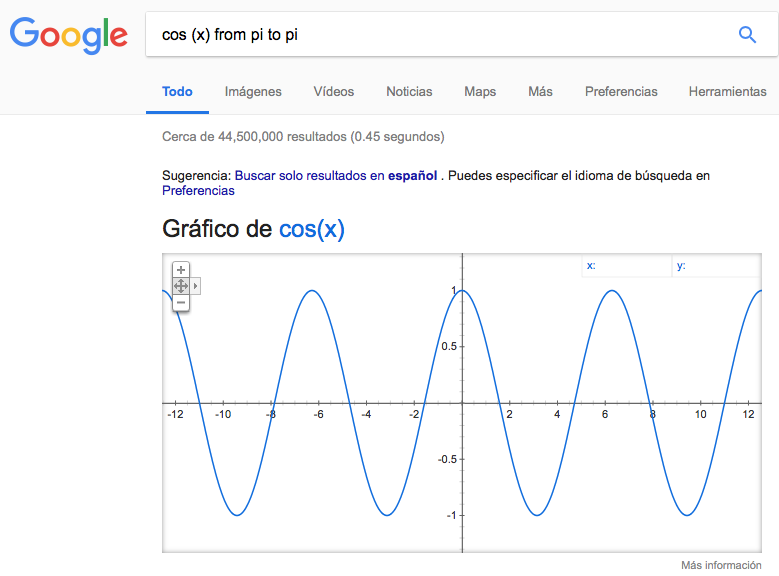 Google
cos (x) from pi to pi
Todo Imágenes Vídeos Noticias Maps Más Preferencias Herramientas
Cerca de 44,500,000 resultados (0.45 segundos)
Sugerencia: Buscar solo resultados en español . Puedes especificar el idioma de búsqueda en
Preferencias
Gráfico de cos(x)
x: y:
1
0.5
-12 -10 -8 -6 -4 -2 2 4 6 8 10 12
-0.5
-1
Más información